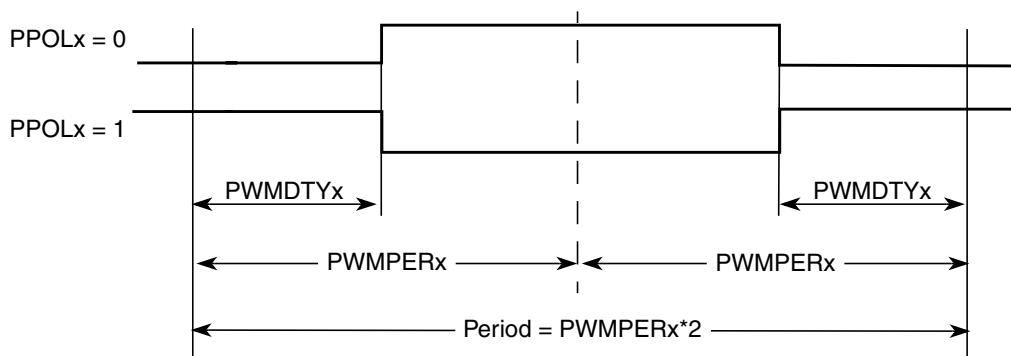 PPOLx = 0
PPOLx = 1
PWMDTYx PWMDTYx
PWMPERx PWMPERx
Period = PWMPERx*2